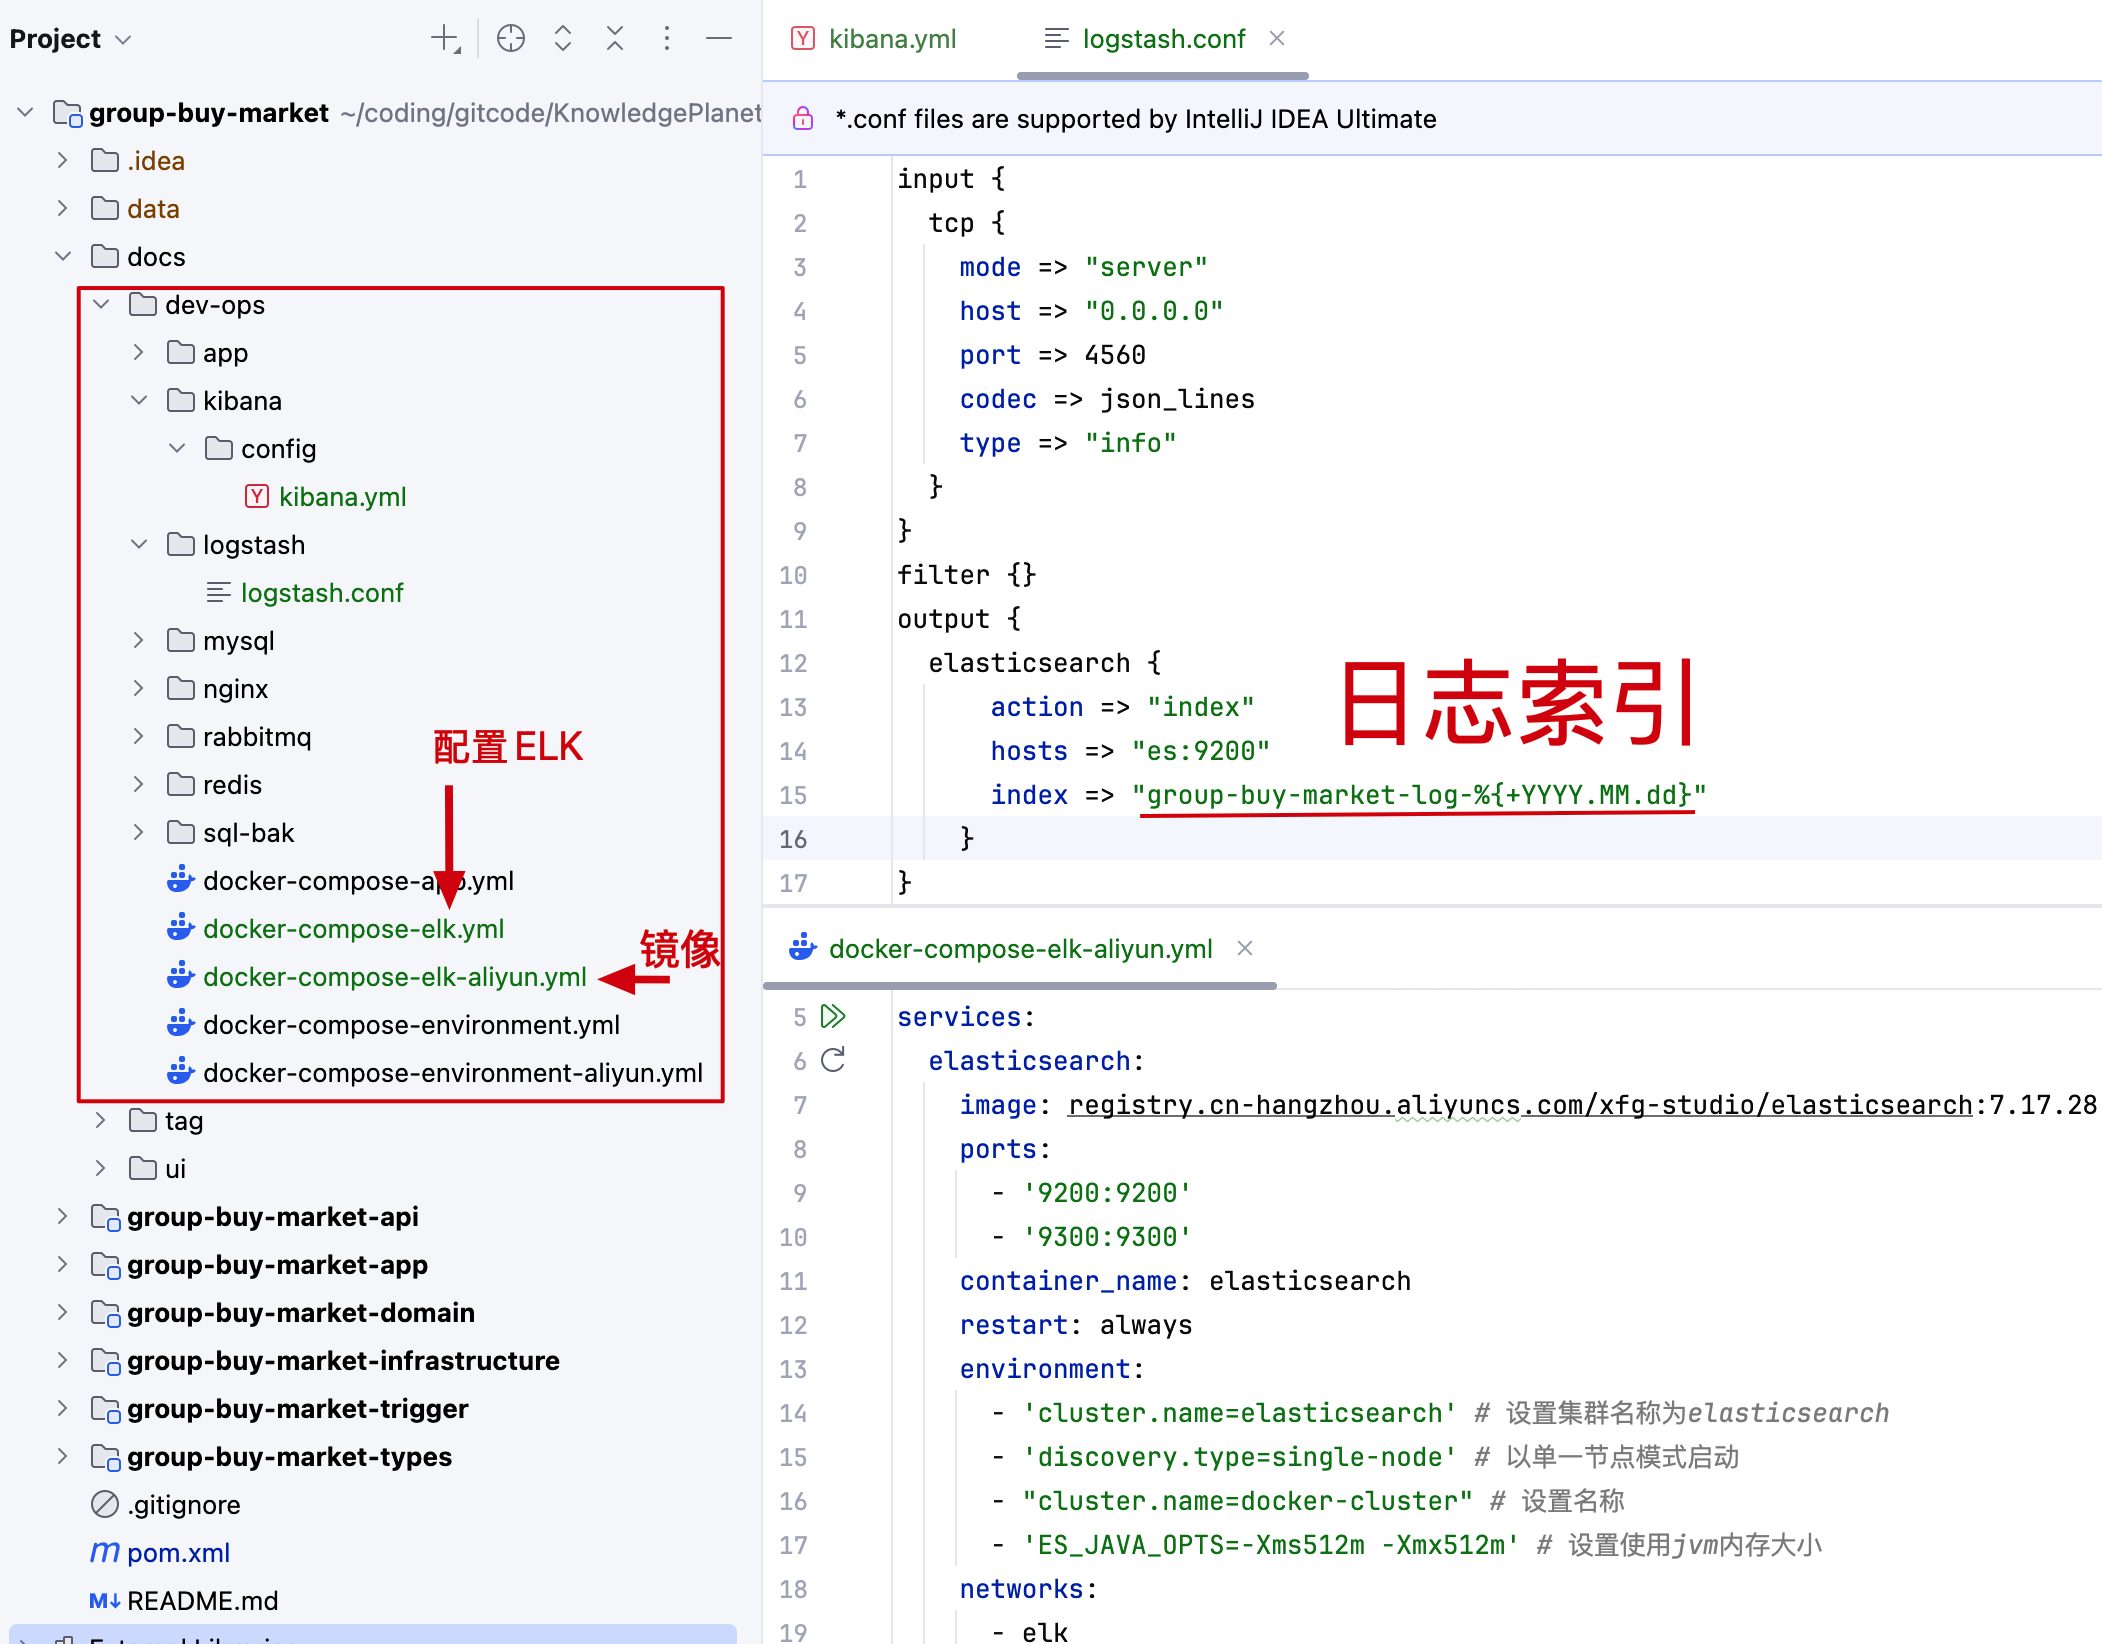 Project
group-buy-market ~/coding/gitcode/KnowledgePlanet
.idea
data
docs
dev-ops
app
kibana
config
kibana.yml
logstash
logstash.conf
mysql
nginx
rabbitmq
配置ELK
redis
sql-bak
docker-compose-app.yml
docker-compose-elk.yml
镜像
docker-compose-elk-aliyun.yml
docker-compose-environment.yml
docker-compose-environment-aliyun.yml
tag
ui
group-buy-market-api
group-buy-market-app
group-buy-market-domain
group-buy-market-infrastructure
group-buy-market-trigger
group-buy-market-types
.gitignore
pom.xml
README.md
kibana.yml
logstash.conf
*.conf files are supported by IntelliJ IDEA Ultimate
1 input {
2 tcp {
3 mode => "server"
4 host => "0.0.0.0"
5 port => 4560
6 codec => json_lines
7 type => "info"
8 }
9 }
10 filter {}
11 output {
12 elasticsearch {
13 action => "index"
日志索引
14 hosts => "es:9200"
15 index => "group-buy-market-log-%{+YYYY.MM.dd}"
16 }
17 }
docker-compose-elk-aliyun.yml
5 services:
6 elasticsearch:
7 image: registry.cn-hangzhou.aliyuncs.com/xfg-studio/elasticsearch:7.17.28
8 ports:
9 - '9200:9200'
10 - '9300:9300'
11 container_name: elasticsearch
12 restart: always
13 environment:
14 - 'cluster.name=elasticsearch' # 设置集群名称为elasticsearch
15 - 'discovery.type=single-node' # 以单一节点模式启动
16 - "cluster.name=docker-cluster" # 设置名称
17 - 'ES_JAVA_OPTS=-Xms512m -Xmx512m' # 设置使用jvm内存大小
18 networks:
19 - elk